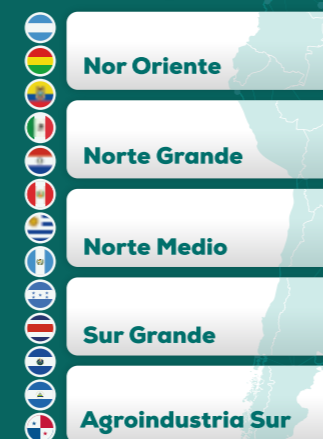 Nor Oriente
Norte Grande
Norte Medio
Sur Grande
Agroindustria Sur